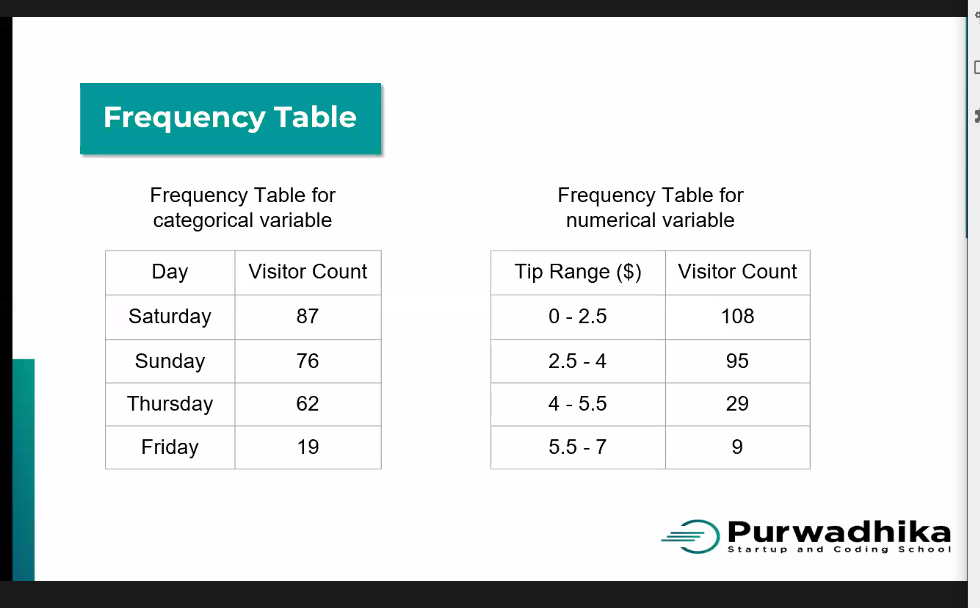 Frequency Table
Frequency Table for
categorical variable
Day Visitor Count
Saturday 87
Sunday 76
Thursday 62
Friday 19
Frequency Table for
numerical variable
Tip Range ($) Visitor Count
0 - 2.5 108
2.5 - 4 95
4 - 5.5 29
5.5 - 7 9
Purwadhika
Startup and Coding School